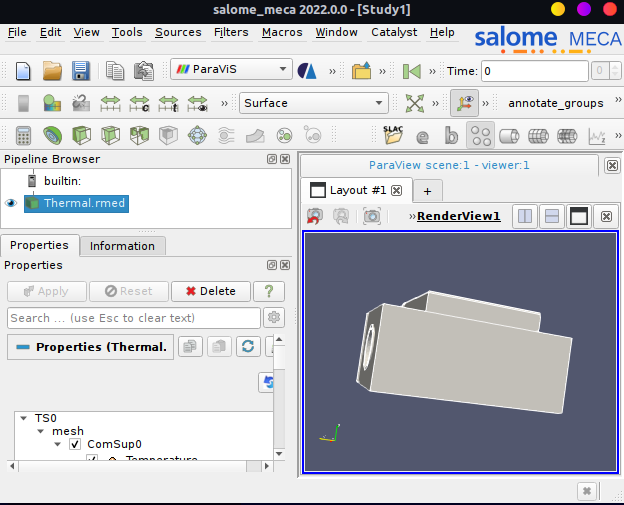 salome_meca 2022.0.0 - [Study1]
File Edit View Sources Filters Macros Window Catalyst Help
salome MECA
ParaViS » » » Time: 0 0
» Surface » annotate_groups »
SLAC e b
Pipeline Browser
builtin:
Thermal.rmed
Properties Information
Properties
Apply Reset Delete ?
Search ... (use Esc to clear text)
Properties (Thermal.
TS0
mesh
ComSup0
Temperature
ParaView scene:1 - viewer:1
Layout #1 +
» RenderView1